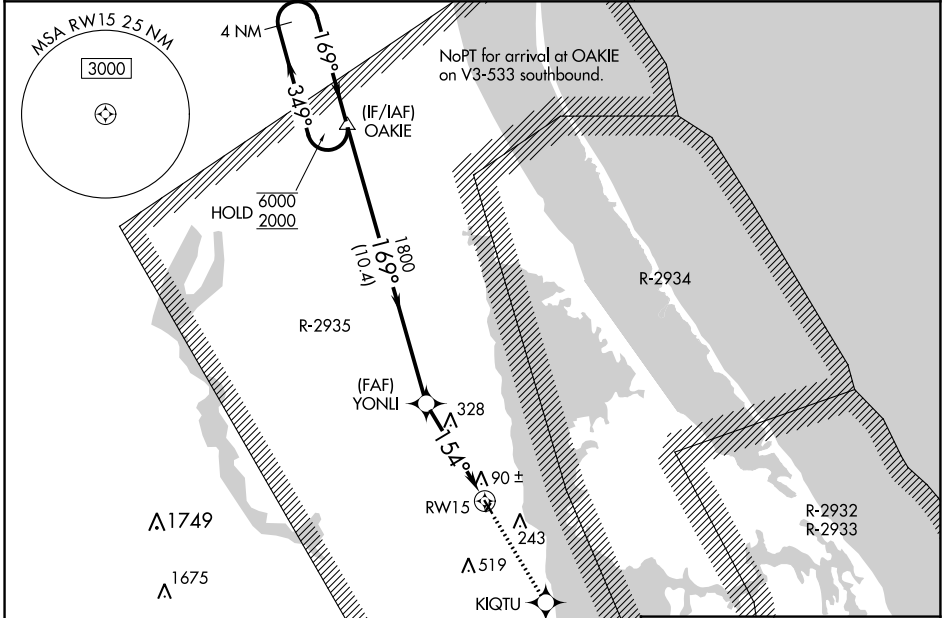 MSA RW15 25 NM
3000
4 NM
169°
349°
NoPT for arrival at OAKIE
on V3-533 southbound.
(IF/IAF)
OAKIE
HOLD
6000
2000
1800
169°
(10.4)
R-2934
R-2935
(FAF)
YONLI
328
154°
90 ±
RW15
243
519
1749
1675
R-2932
R-2933
KIQTU